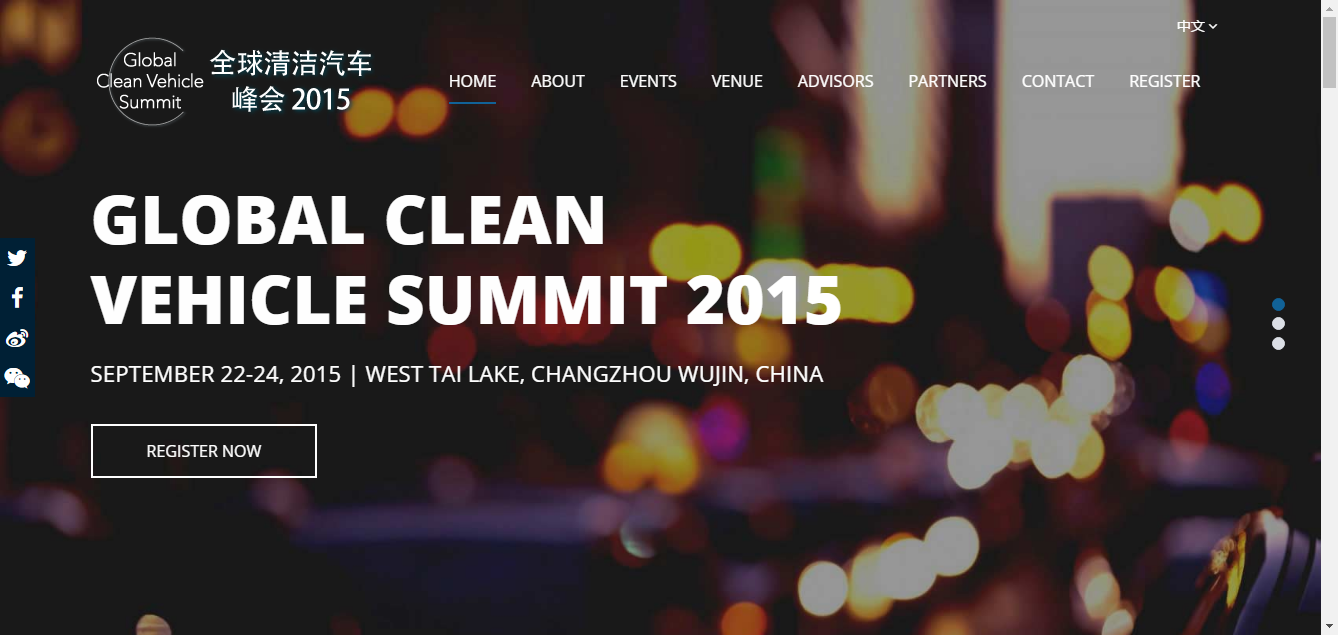 中文
Global
Clean Vehicle
Summit
全球清洁汽车
峰会 2015
HOME ABOUT EVENTS VENUE ADVISORS PARTNERS CONTACT REGISTER
GLOBAL CLEAN
VEHICLE SUMMIT 2015
SEPTEMBER 22-24, 2015 | WEST TAI LAKE, CHANGZHOU WUJIN, CHINA
REGISTER NOW